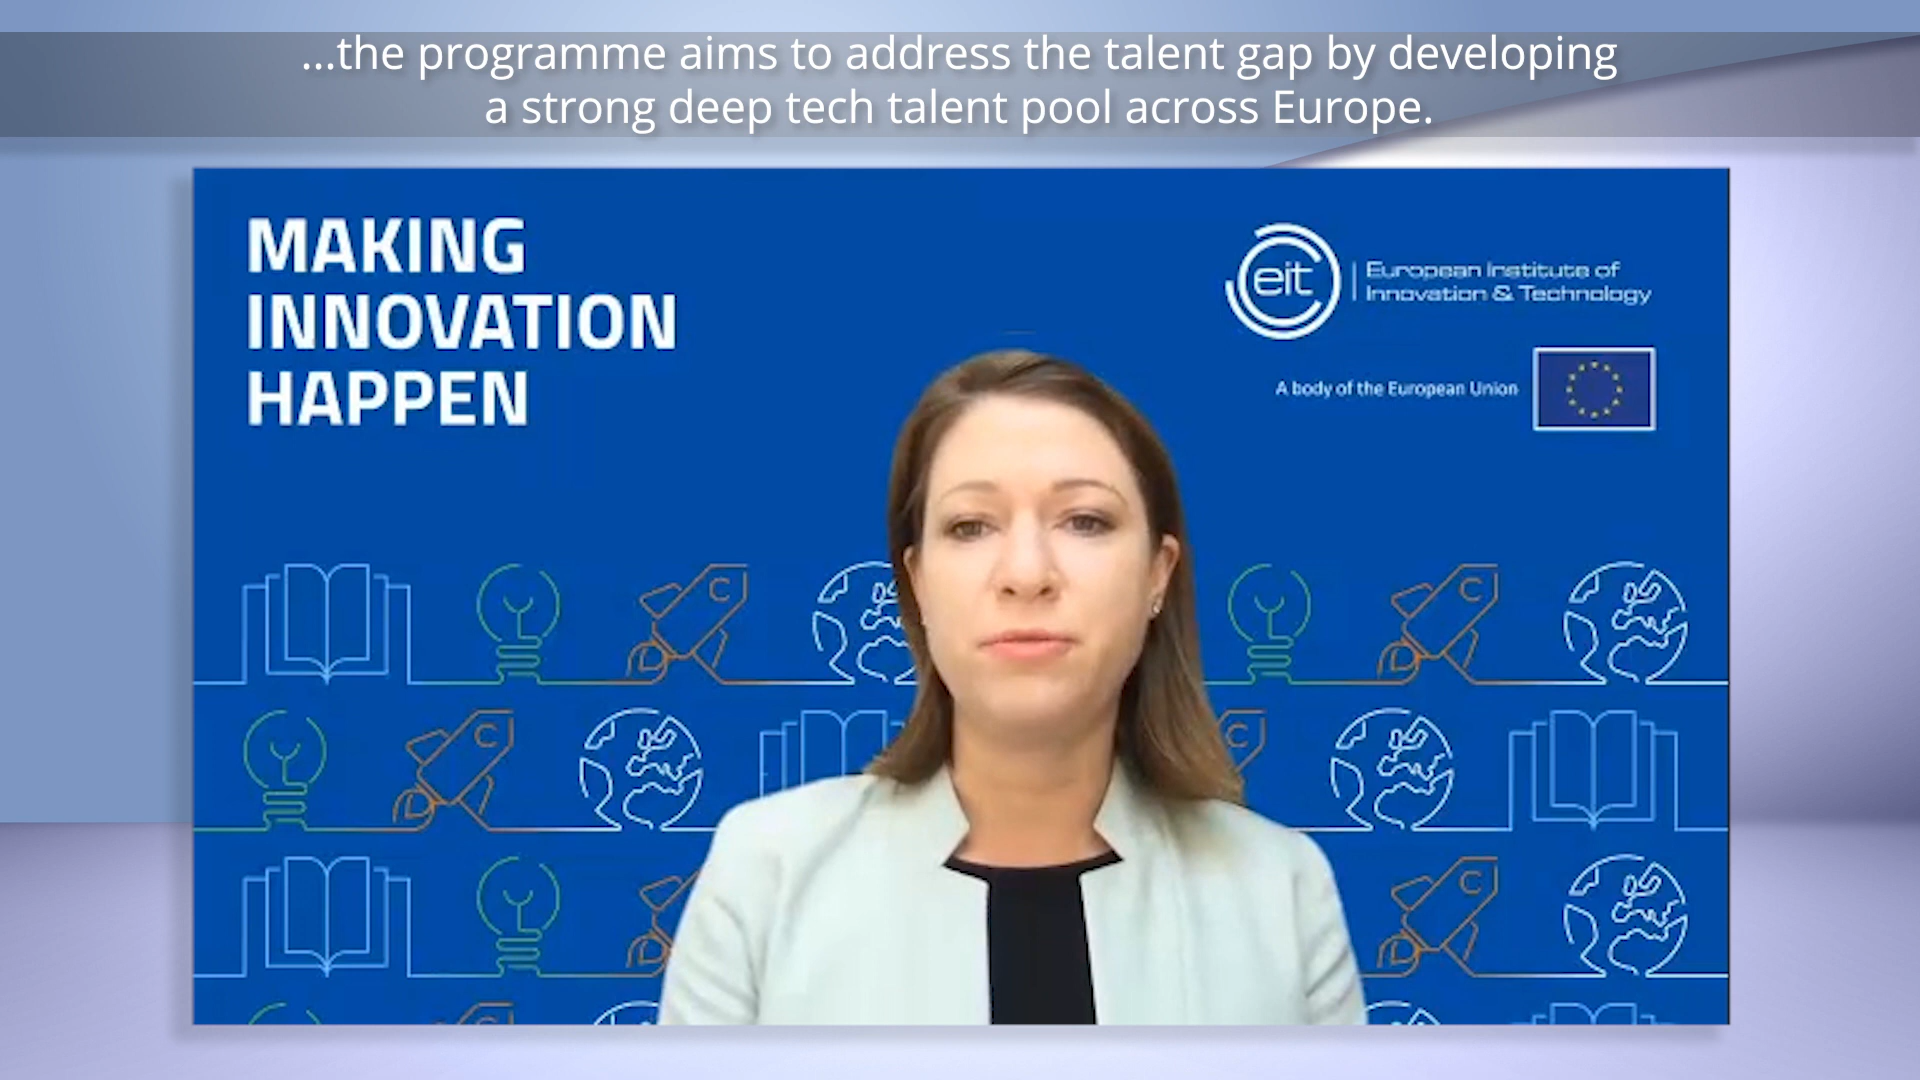 ...the programme aims to address the talent gap by developing
a strong deep tech talent pool across Europe.
MAKING
INNOVATION
HAPPEN
eit
European Institute of
Innovation & Technology
A body of the European Union